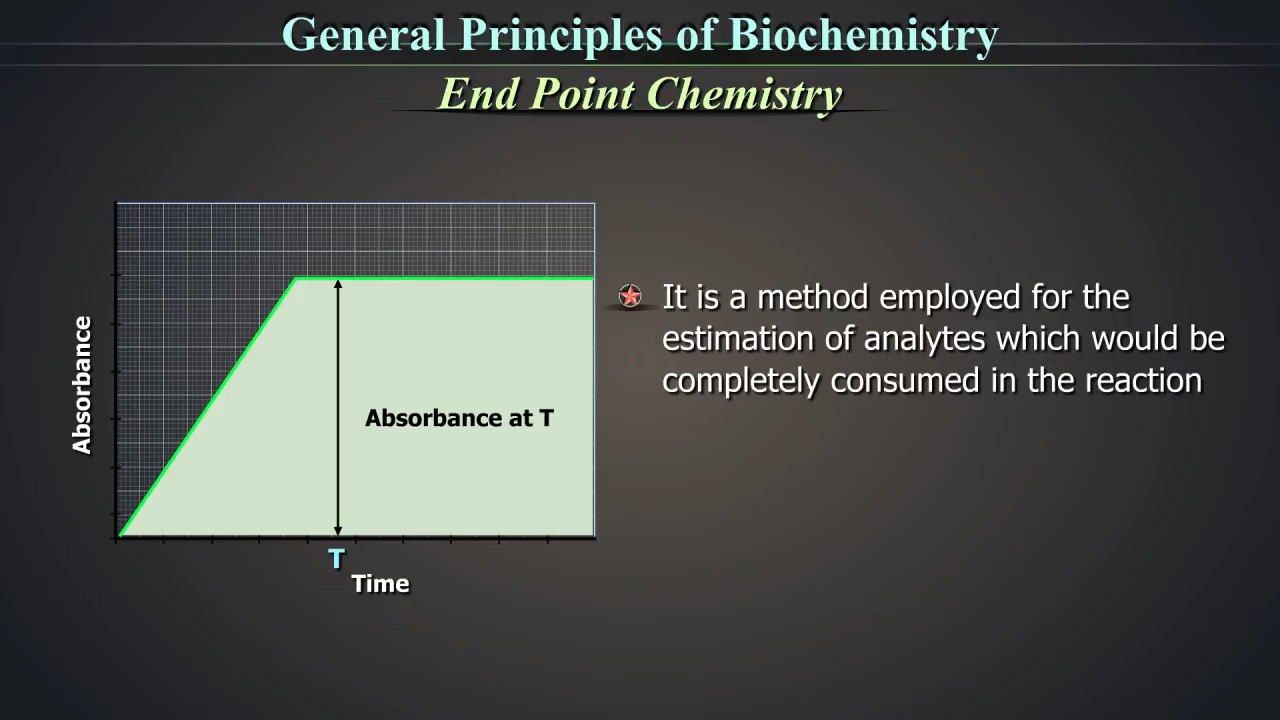 General Principles of Biochemistry
End Point Chemistry
Absorbance
Absorbance at T
T
Time
It is a method employed for the
estimation of analytes which would be
completely consumed in the reaction